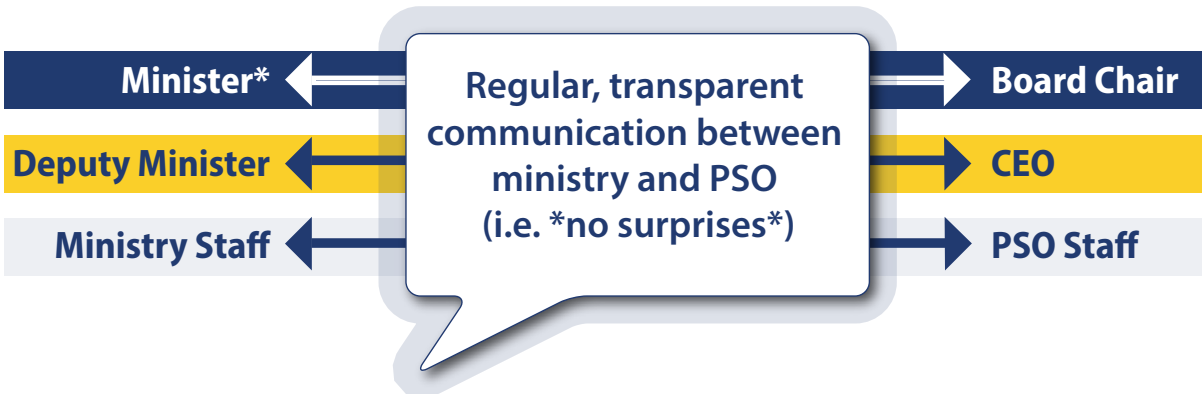 Minister*
Regular, transparent
communication between
ministry and PSO
(i.e. *no surprises*)
Board Chair
Deputy Minister
CEO
Ministry Staff
PSO Staff